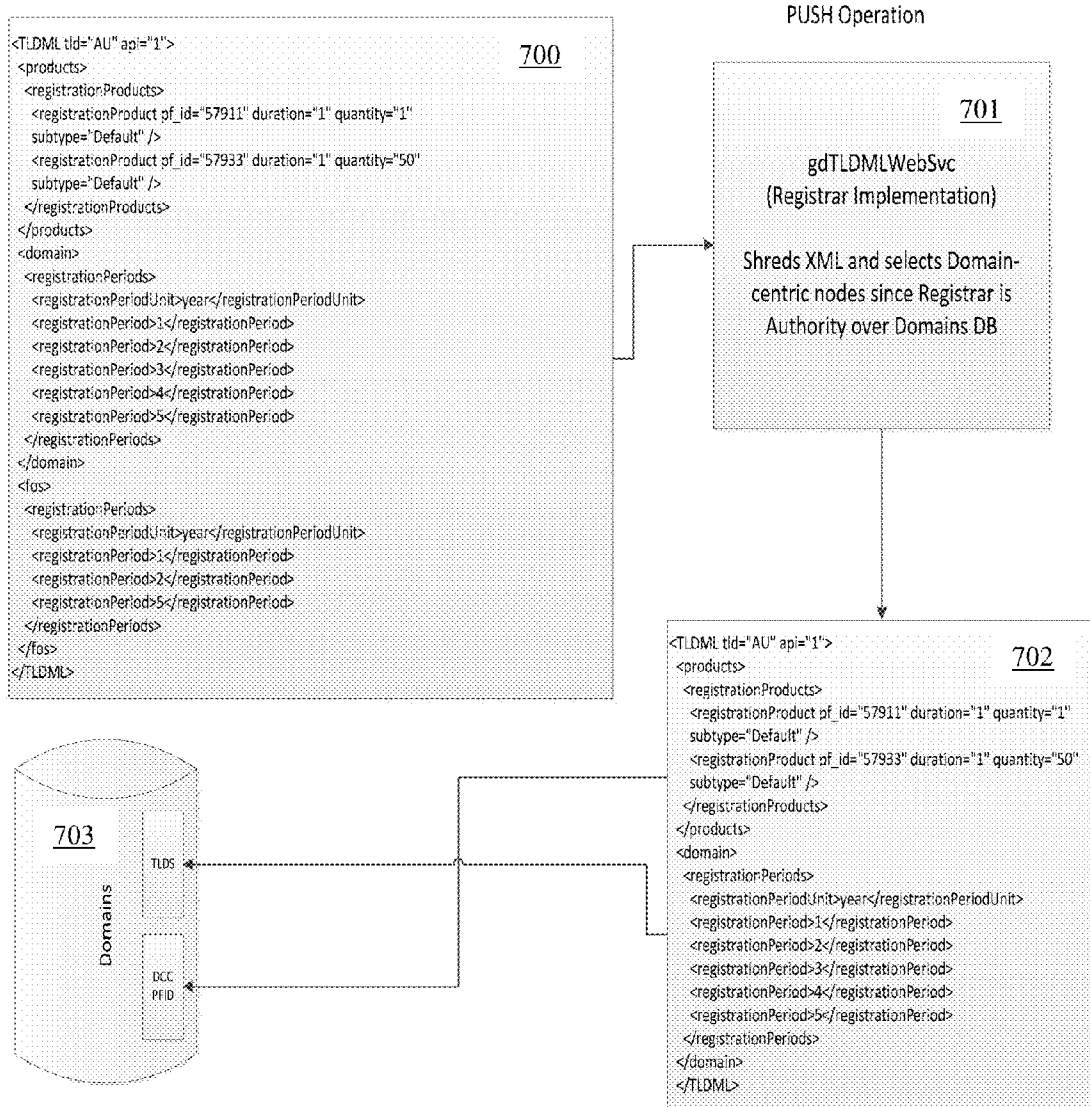 PUSH Operation
700
<TLDML tld="AU" api="1">
<products>
<registrationProducts>
<registrationProduct pf_id="57911" duration="1" quantity="1"
subtype="Default" />
<registrationProduct pf_id="57933" duration="1" quantity="50"
subtype="Default" />
</registrationProducts>
</products>
<domain>
<registrationPeriods>
<registrationPeriodUnit>year</registrationPeriodUnit>
<registrationPeriod>1</registrationPeriod>
<registrationPeriod>2</registrationPeriod>
<registrationPeriod>3</registrationPeriod>
<registrationPeriod>4</registrationPeriod>
<registrationPeriod>5</registrationPeriod>
</registrationPeriods>
</domain>
<fos>
<registrationPeriods>
<registrationPeriodUnit>year</registrationPeriodUnit>
<registrationPeriod>1</registrationPeriod>
<registrationPeriod>2</registrationPeriod>
<registrationPeriod>5</registrationPeriod>
</registrationPeriods>
</fos>
</TLDML>
701
gdTLDMLWebSvc
(Registrar Implementation)
Shreds XML and selects Domain-
centric nodes since Registrar is
Authority over Domains DB
702
<TLDML tld="AU" api="1">
<products>
<registrationProducts>
<registrationProduct pf_id="57911" duration="1" quantity="1"
subtype="Default" />
<registrationProduct pf_id="57933" duration="1" quantity="50"
subtype="Default" />
</registrationProducts>
</products>
<domain>
<registrationPeriods>
<registrationPeriodUnit>year</registrationPeriodUnit>
<registrationPeriod>1</registrationPeriod>
<registrationPeriod>2</registrationPeriod>
<registrationPeriod>3</registrationPeriod>
<registrationPeriod>4</registrationPeriod>
<registrationPeriod>5</registrationPeriod>
</registrationPeriods>
</domain>
</TLDML>
703
Domains
TLDS
DCC
PFID